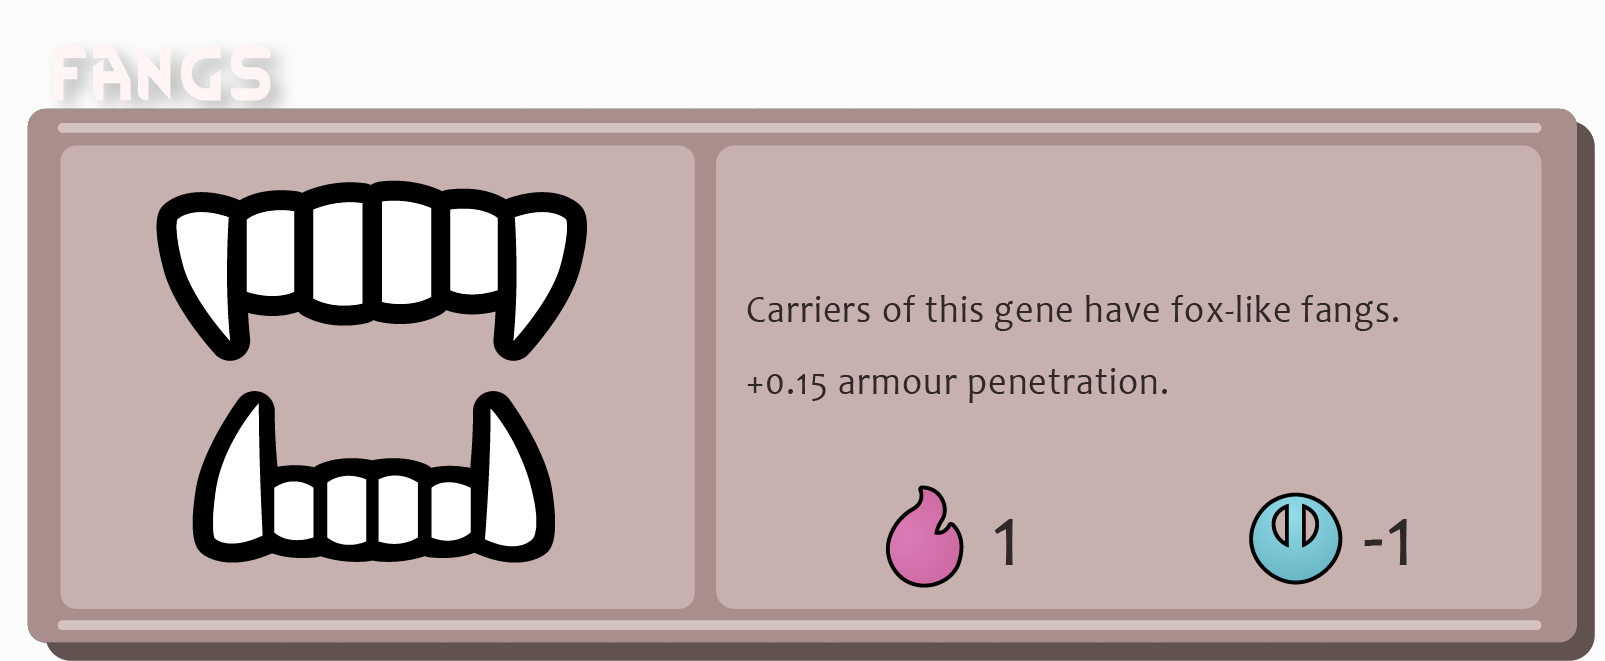 FANGS
Carriers of this gene have fox-like fangs.
+0.15 armour penetration.
1
-1